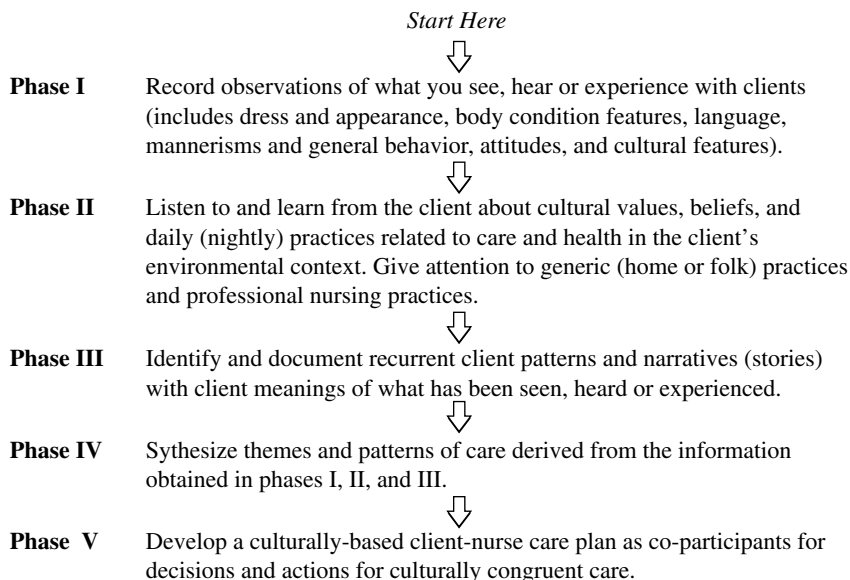 Start Here
Phase I Record observations of what you see, hear or experience with clients
(includes dress and appearance, body condition features, language,
mannerisms and general behavior, attitudes, and cultural features).
Phase II Listen to and learn from the client about cultural values, beliefs, and
daily (nightly) practices related to care and health in the client's
environmental context. Give attention to generic (home or folk) practices
and professional nursing practices.
Phase III Identify and document recurrent client patterns and narratives (stories)
with client meanings of what has been seen, heard or experienced.
Phase IV Sythesize themes and patterns of care derived from the information
obtained in phases I, II, and III.
Phase V Develop a culturally-based client-nurse care plan as co-participants for
decisions and actions for culturally congruent care.